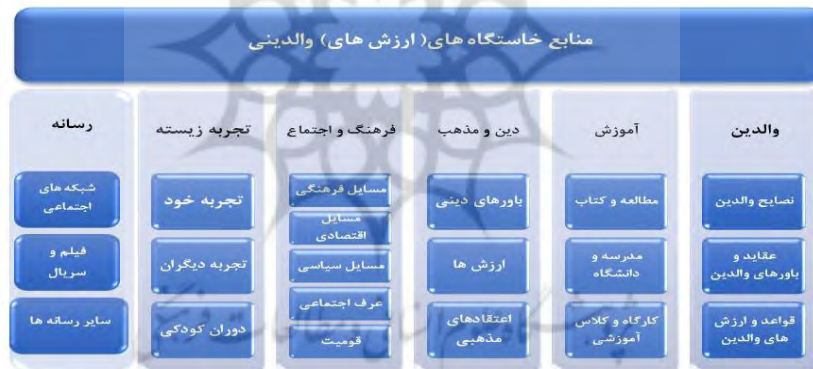 منابع خاستگاه های( ارزش های) والدینی
والدین
نصایح والدین
عقاید و
باورهای والدین
قواعد و ارزش
های والدین
آموزش
مطالعه و کتاب
مدرسه و
دانشگاه
کارگاه و کلاس
آموزشی
دین و مذهب
باورهای دینی
ارزش ها
اعتقادهای
مذهبی
فرهنگ و اجتماع
مسایل فرهنگی
مسایل
اقتصادی
مسایل سیاسی
عرف اجتماعی
قومیت
تجربه زیسته
تجربه خود
تجربه دیگران
دوران کودکی
رسانه
شبکه های
اجتماعی
فیلم و
سریال
سایر رسانه ها